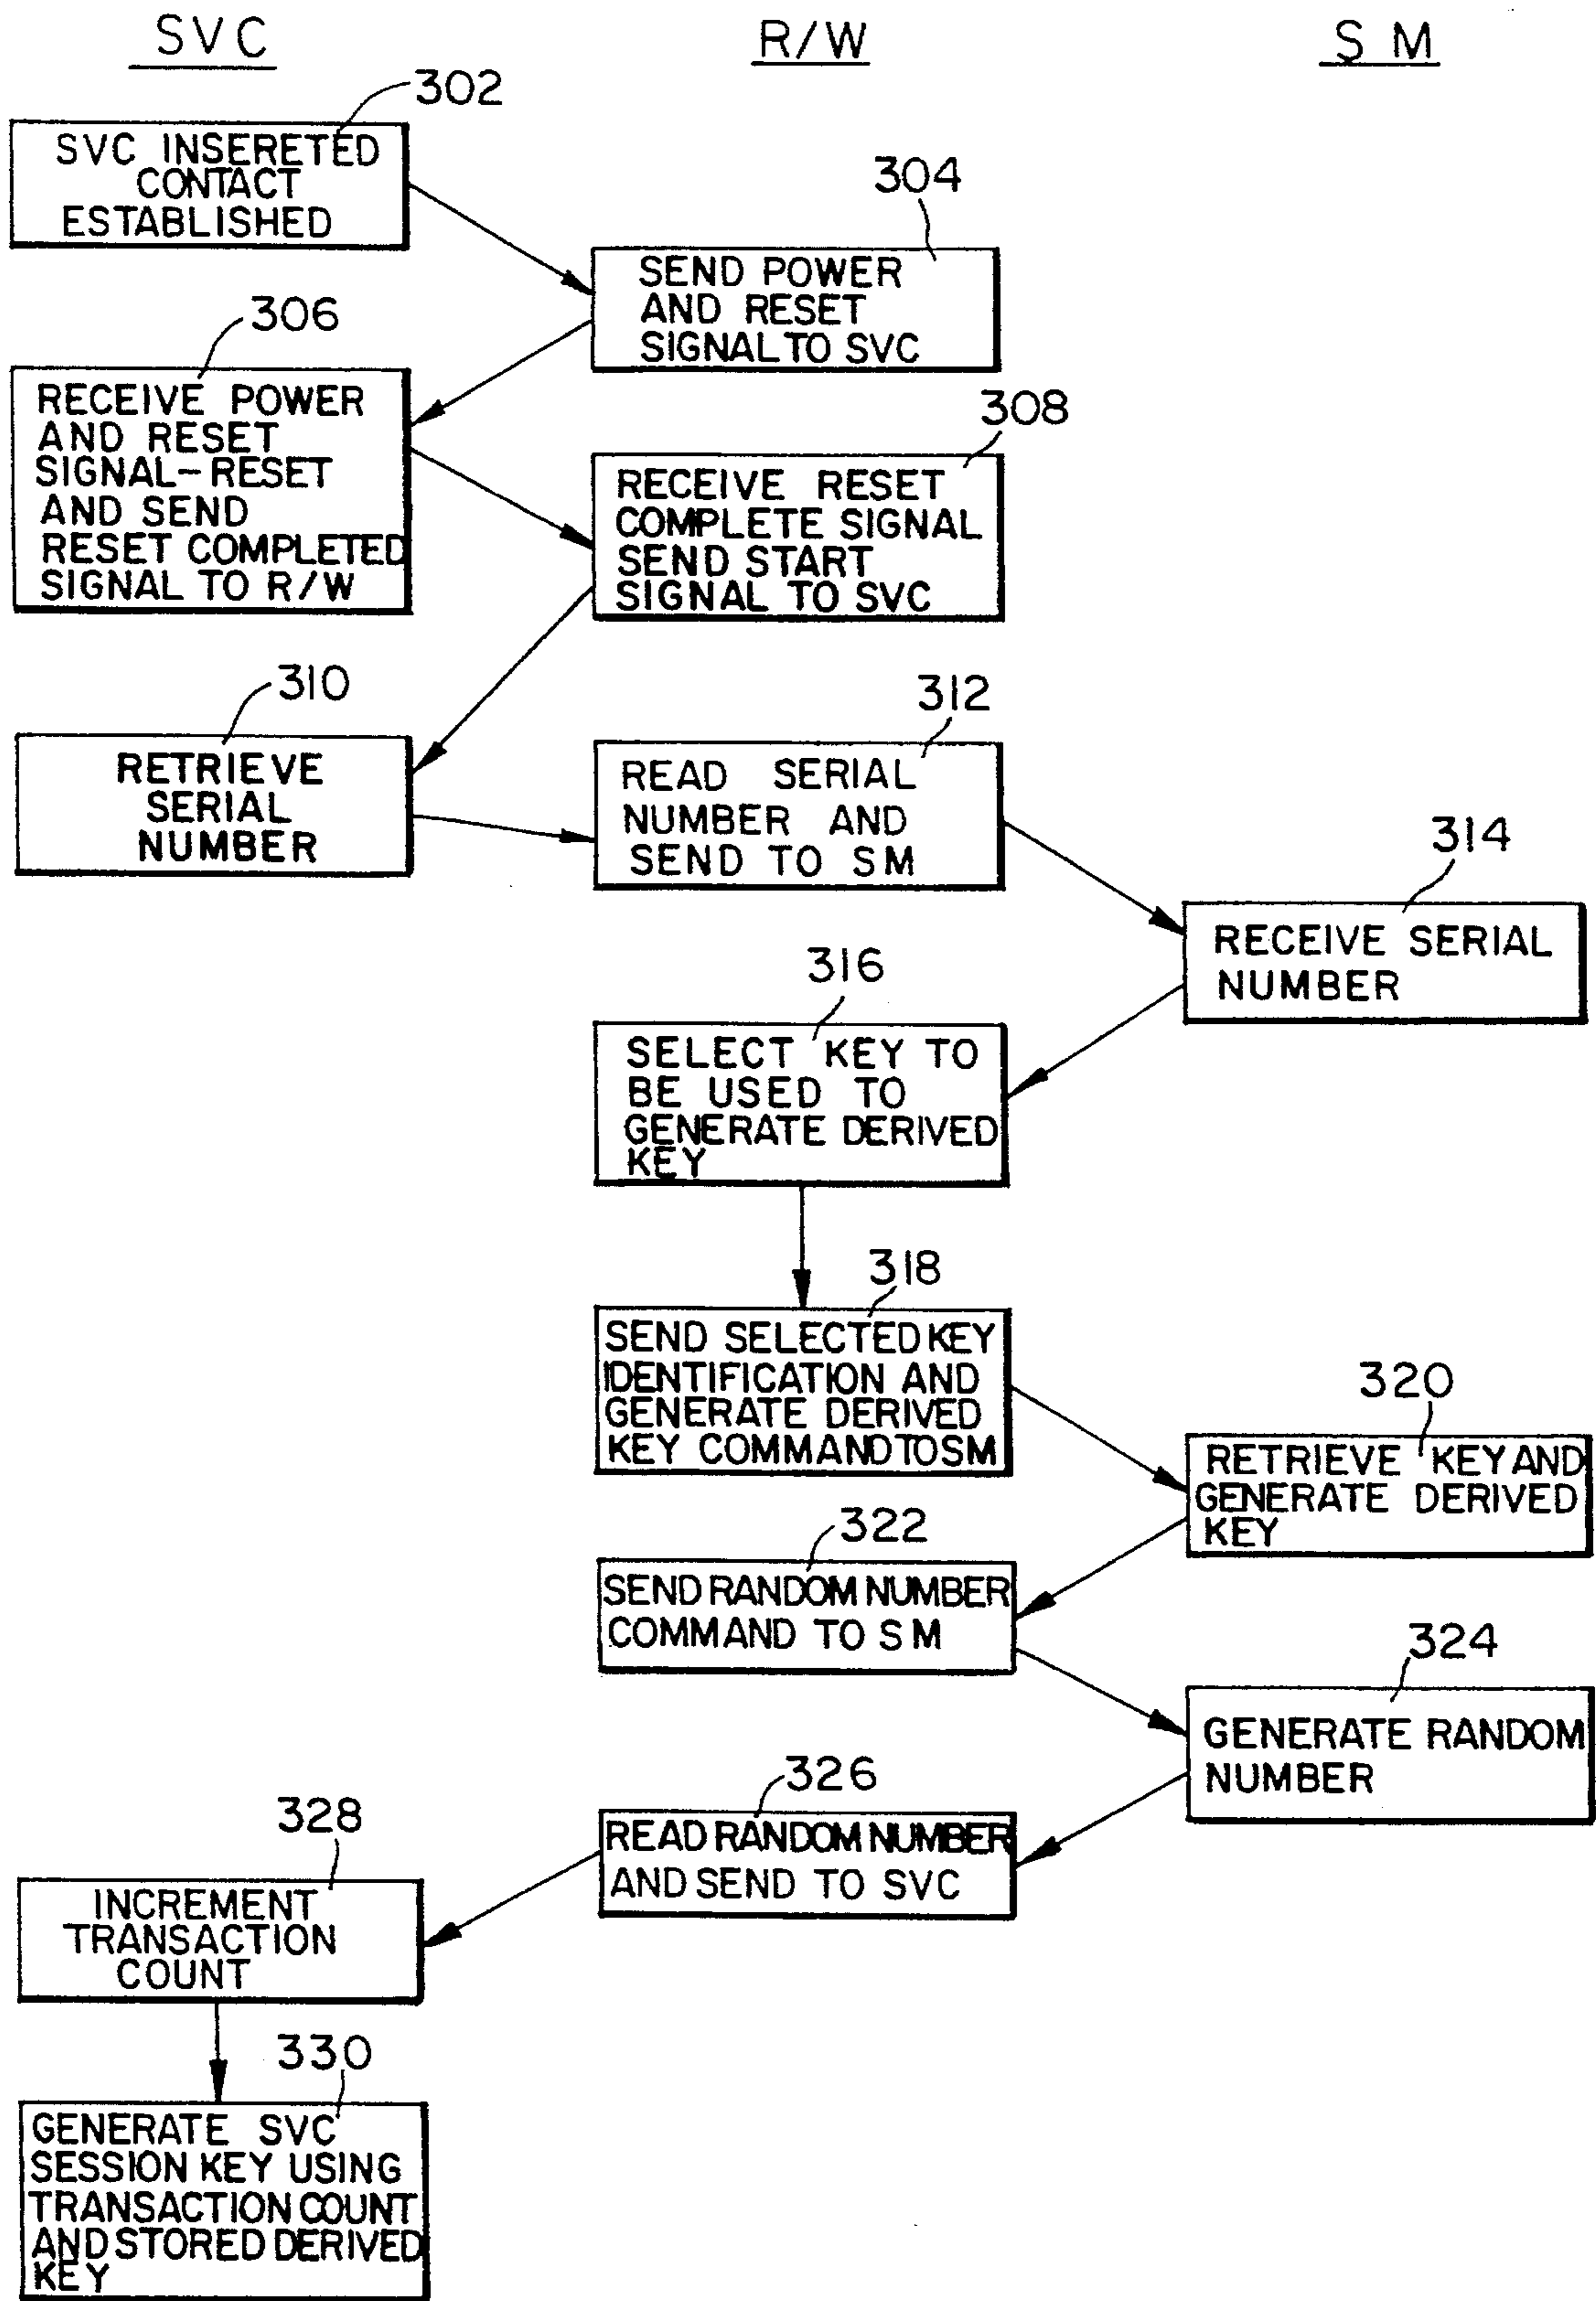 SVC
R/W
SM
302
SVC INSERETED
CONTACT
ESTABLISHED
304
SEND POWER
AND RESET
SIGNAL TO SVC
306
RECEIVE POWER
AND RESET
SIGNAL-RESET
AND SEND
RESET COMPLETED
SIGNAL TO R/W
308
RECEIVE RESET
COMPLETE SIGNAL
SEND START
SIGNAL TO SVC
310
RETRIEVE
SERIAL
NUMBER
312
READ SERIAL
NUMBER AND
SEND TO SM
314
RECEIVE SERIAL
NUMBER
316
SELECT KEY TO
BE USED TO
GENERATE DERIVED
KEY
318
SEND SELECTED KEY
IDENTIFICATION AND
GENERATE DERIVED
KEY COMMAND TO SM
320
RETRIEVE KEY AND
GENERATE DERIVED
KEY
322
SEND RANDOM NUMBER
COMMAND TO SM
324
GENERATE RANDOM
NUMBER
326
READ RANDOM NUMBER
AND SEND TO SVC
328
INCREMENT
TRANSACTION
COUNT
330
GENERATE SVC
SESSION KEY USING
TRANSACTION COUNT
AND STORED DERIVED
KEY